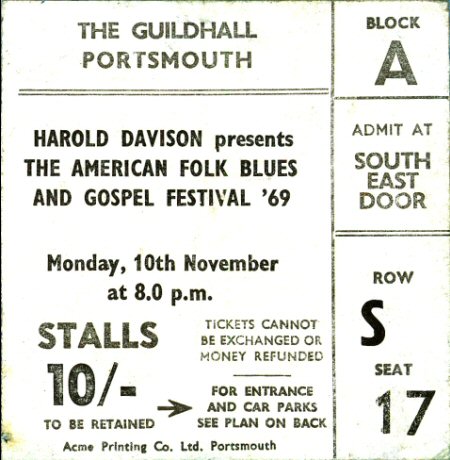 THE GUILDHALL
PORTSMOUTH
HAROLD DAVISON presents
THE AMERICAN FOLK BLUES
AND GOSPEL FESTIVAL '69
Monday, 10th November
at 8.0 p.m.
STALLS
10/-
TO BE RETAINED
TICKETS CANNOT
BE EXCHANGED OR
MONEY REFUNDED
FOR ENTRANCE
AND CAR PARKS
SEE PLAN ON BACK
Acme Printing Co. Ltd. Portsmouth
BLOCK
A
ADMIT AT
SOUTH
EAST
DOOR
ROW
S
SEAT
17